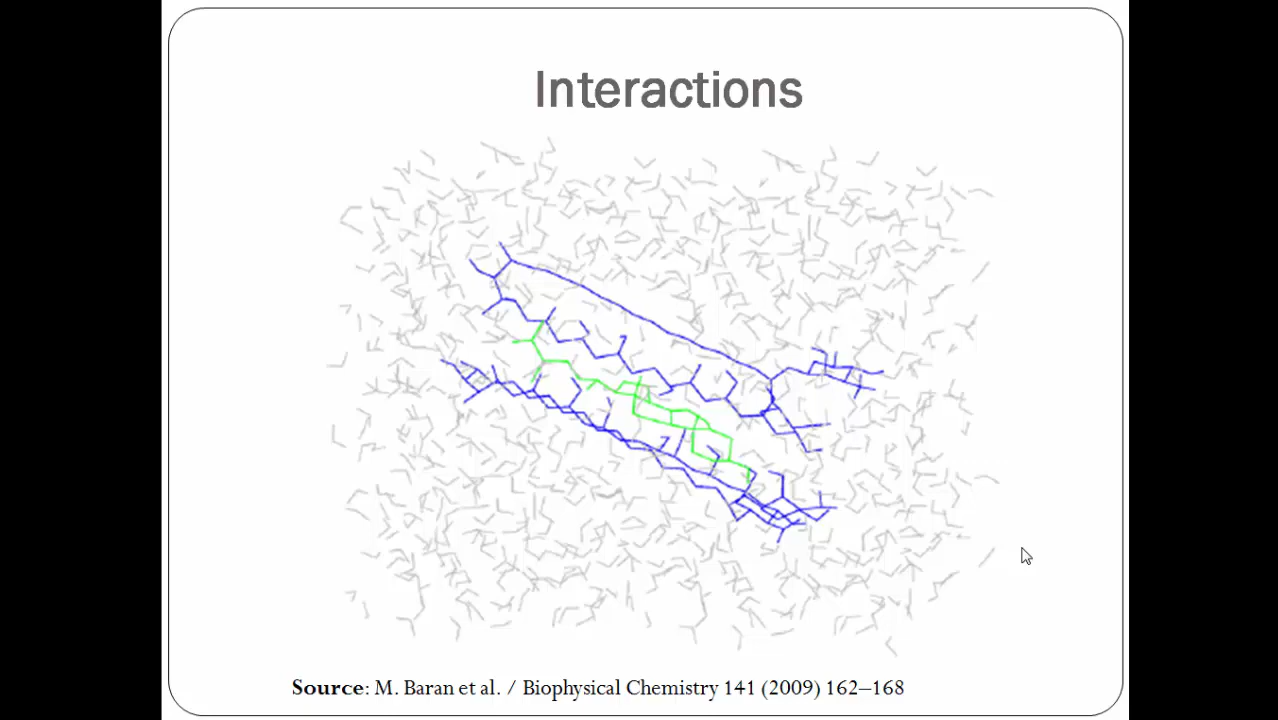 Interactions
Source: M. Baran et al. / Biophysical Chemistry 141 (2009) 162–168